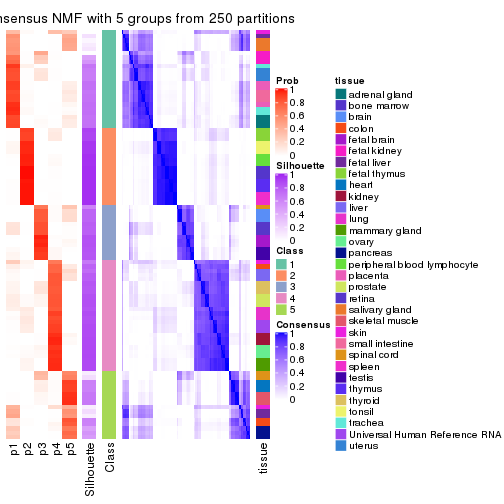 nsensus NMF with 5 groups from 250 partitions
p1
p2
p3
p4
p5
Silhouette
Class
tissue
Prob
1
0.8
0.6
0.4
0.2
0
Silhouette
1
0.8
0.6
0.4
0.2
0
Class
1
2
3
4
5
Consensus
1
0.8
0.6
0.4
0.2
0
tissue
adrenal gland
bone marrow
brain
colon
fetal brain
fetal kidney
fetal liver
fetal thymus
heart
kidney
liver
lung
mammary gland
ovary
pancreas
peripheral blood lymphocyte
placenta
prostate
retina
salivary gland
skeletal muscle
skin
small intestine
spinal cord
spleen
testis
thymus
thyroid
tonsil
trachea
Universal Human Reference RNA
uterus